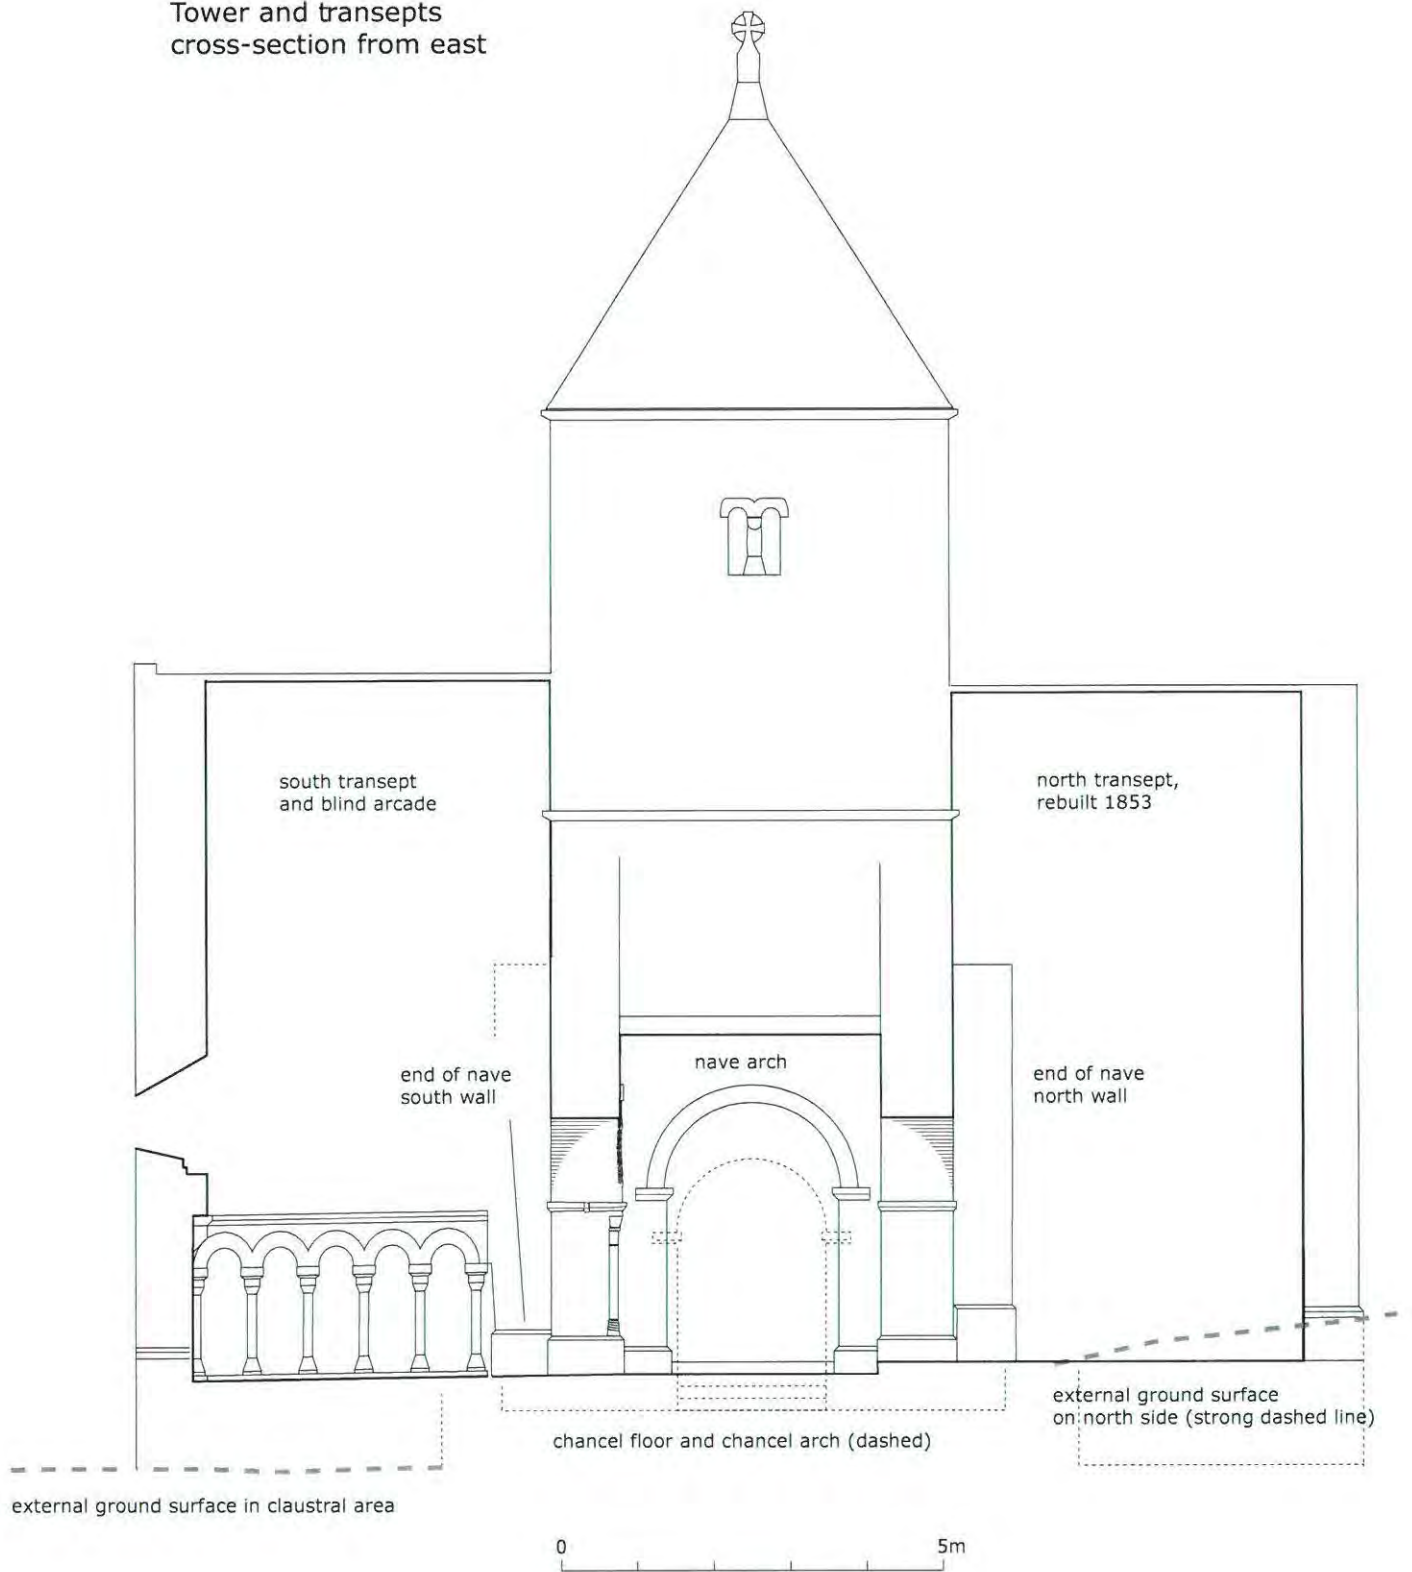 Tower and transepts
cross-section from east
south transept
and blind arcade
north transept,
rebuilt 1853
nave arch
end of nave
south wall
end of nave
north wall
external ground surface
on north side (strong dashed line)
chancel floor and chancel arch (dashed)
external ground surface in claustral area
0
5m